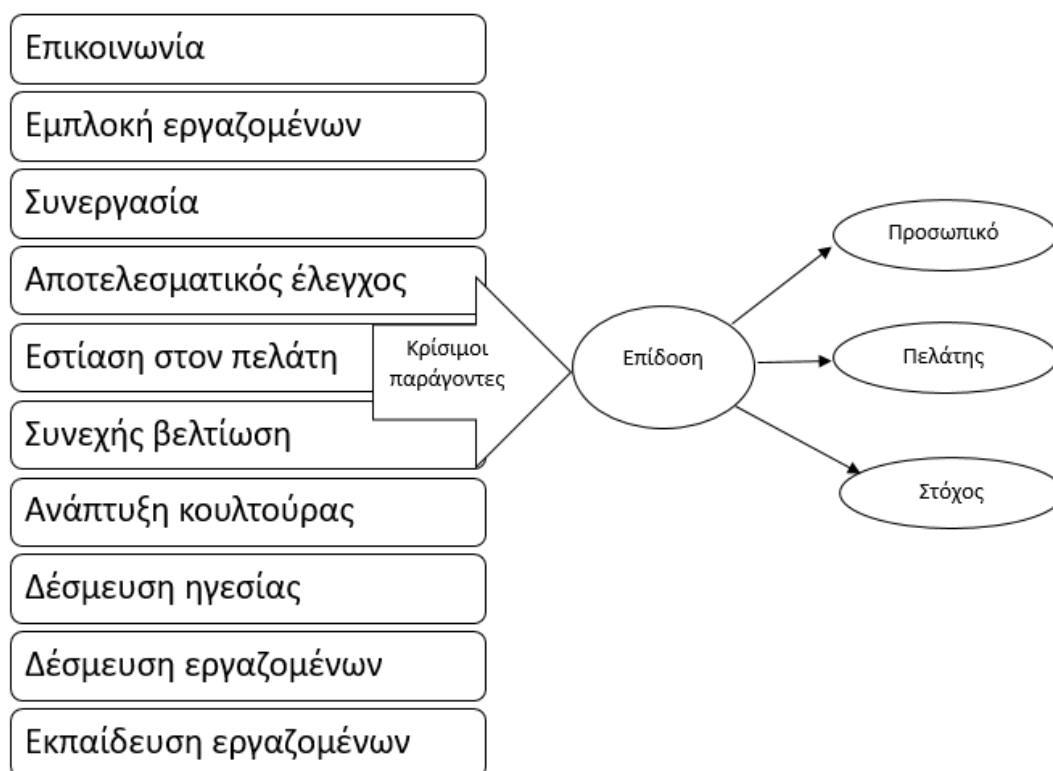 Επικοινωνία
Εμπλοκή εργαζομένων
Συνεργασία
Αποτελεσματικός έλεγχος
Εστίαση στον πελάτη
Συνεχής βελτίωση
Ανάπτυξη κουλτούρας
Δέσμευση ηγεσίας
Δέσμευση εργαζομένων
Εκπαίδευση εργαζομένων
Κρίσιμοι
παράγοντες
Επίδοση
Προσωπικό
Πελάτης
Στόχος